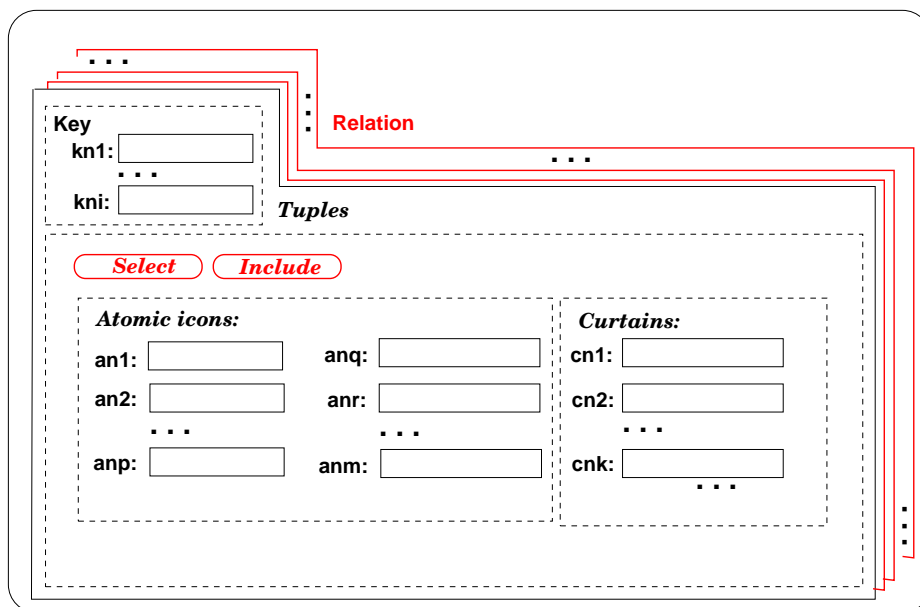 . . .
Key
Relation
kn1:
. . .
. . .
kni:
Tuples
Select Include
Atomic icons:
Curtains:
an1: anq: cn1:
an2: anr: cn2:
. . . . . . . . .
anp: anm: cnk:
. . .